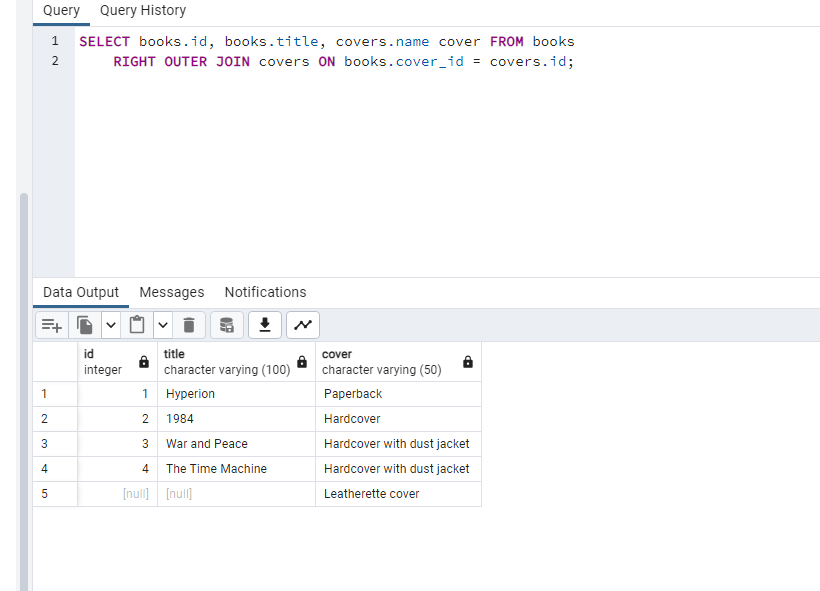 Query Query History
1 SELECT books.id, books.title, covers.name cover FROM books
2 RIGHT OUTER JOIN covers ON books.cover_id = covers.id;
Data Output Messages Notifications
id title cover
integer character varying (100) character varying (50)
1 1 Hyperion Paperback
2 2 1984 Hardcover
3 3 War and Peace Hardcover with dust jacket
4 4 The Time Machine Hardcover with dust jacket
5 [null] [null] Leatherette cover